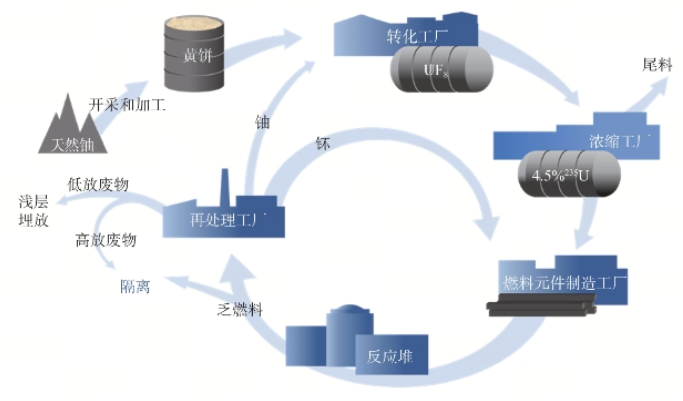 转化工厂
黄饼
UF₆
尾料
开采和加工
铀
天然铀
浓缩工厂
钚
4.5%²³⁵U
低放废物
浅层
埋放
再处理工厂
高放废物
燃料元件制造工厂
隔离
乏燃料
反应堆